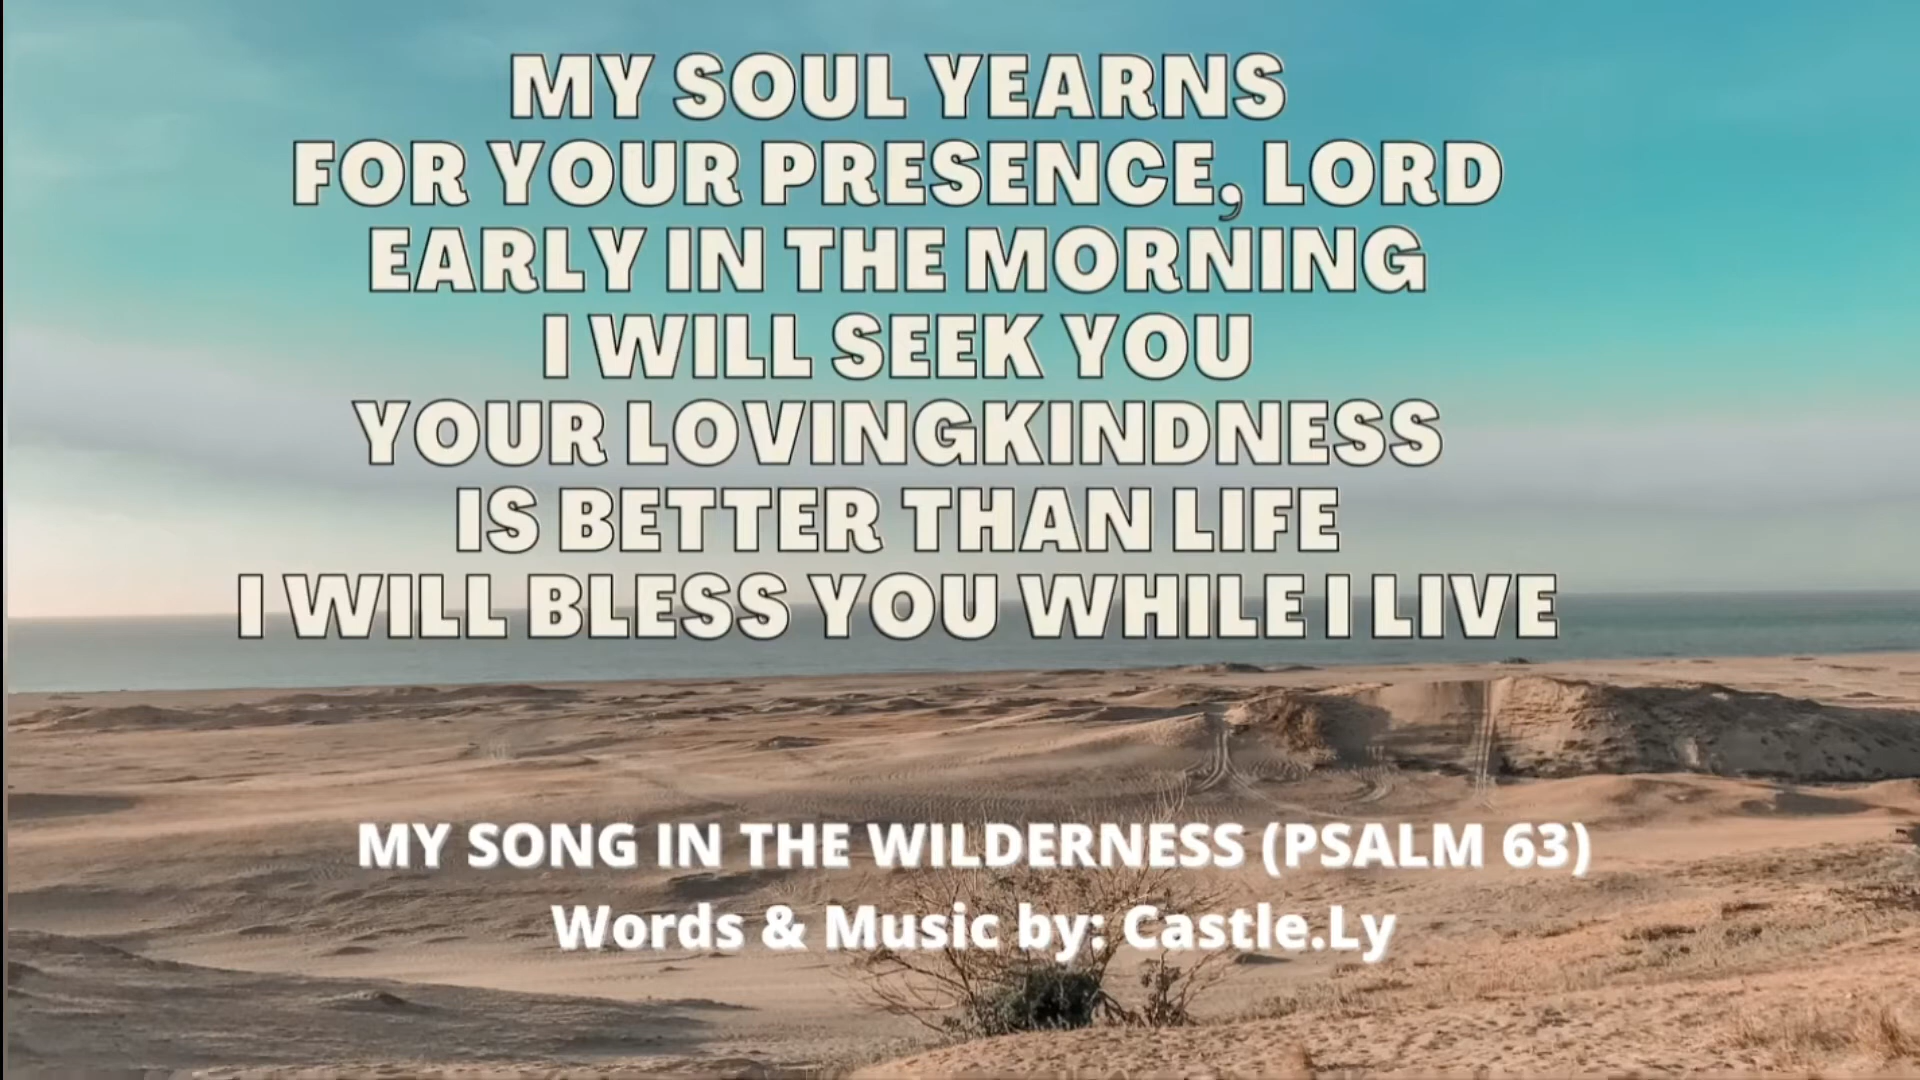 MY SOUL YEARNS
FOR YOUR PRESENCE, LORD
EARLY IN THE MORNING
I WILL SEEK YOU
YOUR LOVINGKINDNESS
IS BETTER THAN LIFE
I WILL BLESS YOU WHILE I LIVE
MY SONG IN THE WILDERNESS (PSALM 63)
Words & Music by: Castle.Ly